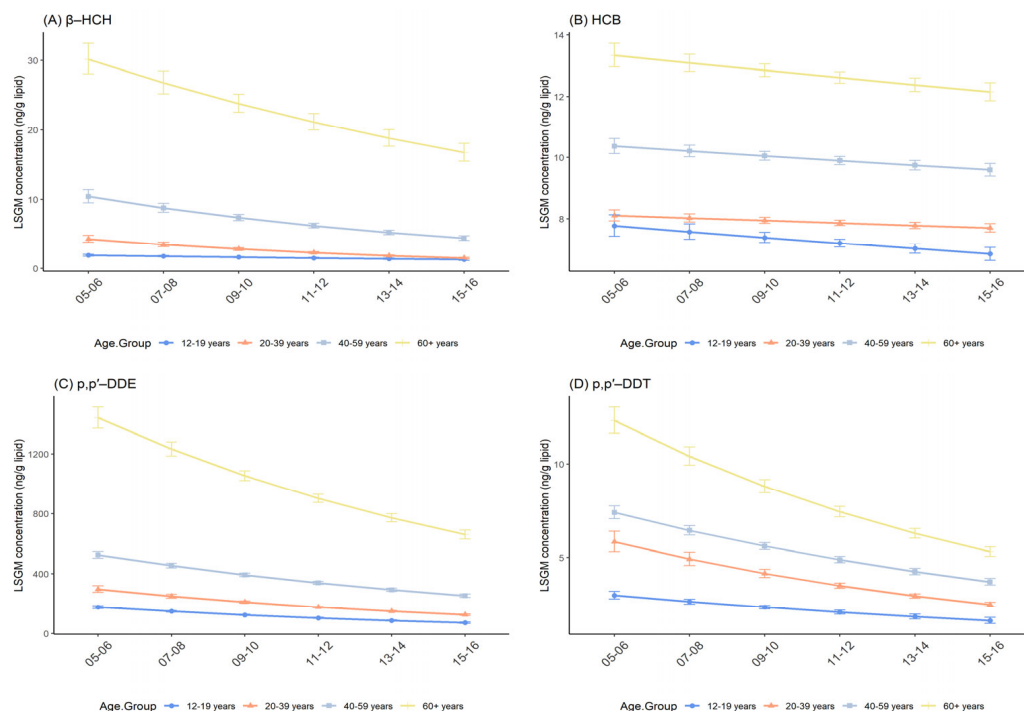 (A) β–HCH
LSGM concentration (ng/g lipid)
30
20
10
0
05-06 07-08 09-10 11-12 13-14 15-16
Age.Group 12-19 years 20-39 years 40-59 years 60+ years
(B) HCB
LSGM concentration (ng/g lipid)
14
12
10
8
05-06 07-08 09-10 11-12 13-14 15-16
Age.Group 12-19 years 20-39 years 40-59 years 60+ years
(C) p,p′–DDE
LSGM concentration (ng/g lipid)
1200
800
400
0
05-06 07-08 09-10 11-12 13-14 15-16
Age.Group 12-19 years 20-39 years 40-59 years 60+ years
(D) p,p′–DDT
LSGM concentration (ng/g lipid)
10
5
05-06 07-08 09-10 11-12 13-14 15-16
Age.Group 12-19 years 20-39 years 40-59 years 60+ years